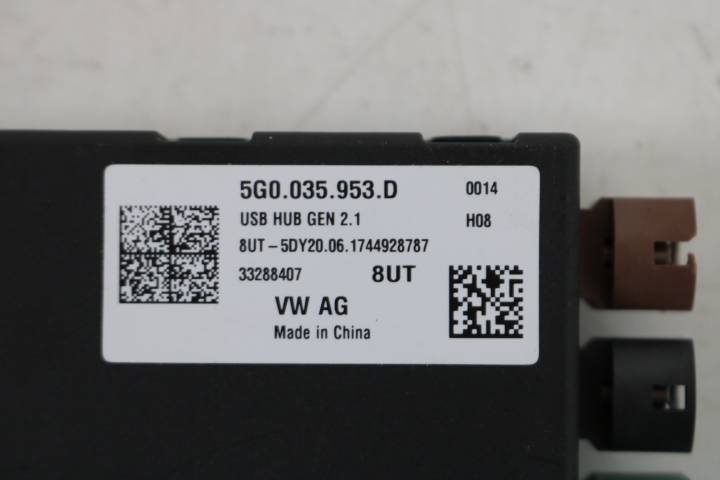 5G0.035.953.D 0014
USB HUB GEN 2.1 H08
8UT-5DY20.06.1744928787
33288407 8UT
VW AG
Made in China